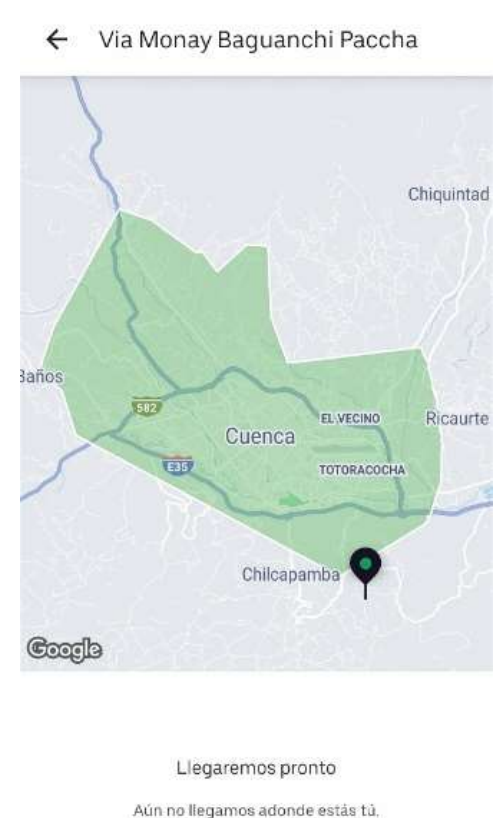 Via Monay Baguanchi Paccha
Chiquintad
Baños
582
EL VECINO
Ricaurte
Cuenca
E35
TOTORACOCHA
Chilcapamba
Google
Llegaremos pronto
Aún no llegamos adonde estás tú.